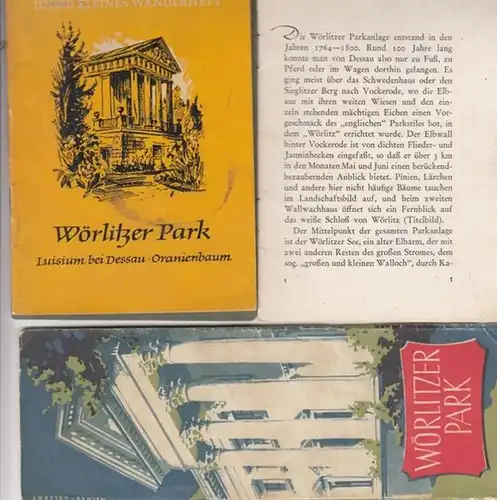 KLEINES WANDERHEFT
Wörlitzer Park
Luisium bei Dessau · Oranienbaum
Die Wörlitzer Parkanlage entstand in den
Jahren 1764—1800. Rund 100 Jahre lang
konnte man von Dessau also nur zu Fuß, zu
Pferd oder im Wagen dorthin gelangen. Es
ging meist über das Schwedenhaus oder den
Sieglitzer Berg nach Vockerode, wo die Elb-
aue mit ihren weiten Wiesen und den ein-
zeln stehenden mächtigen Eichen einen Vor-
geschmack des „englischen“ Parkstiles bot, in
dem „Wörlitz“ errichtet wurde. Der Elbwall
hinter Vockerode ist von dichten Flieder- und
Jasminhecken eingefaßt, so daß er über 3 km
in den Monaten Mai und Juni einen berückend-
bezaubernden Anblick bietet. Pinien, Lärchen
und andere hier nicht häufige Bäume tauchen
im Landschaftsbild auf, und beim zweiten
Wallwachhaus öffnet sich ein Fernblick auf
das weiße Schloß von Wörlitz (Titelbild).
Der Mittelpunkt der gesamten Parkanlage
ist der Wörlitzer See, ein alter Elbarm, der mit
zwei anderen Resten des großen Stromes, dem
sog. „großen und kleinen Walloch“, durch Ka-
1
1
WÖRLITZER
PARK